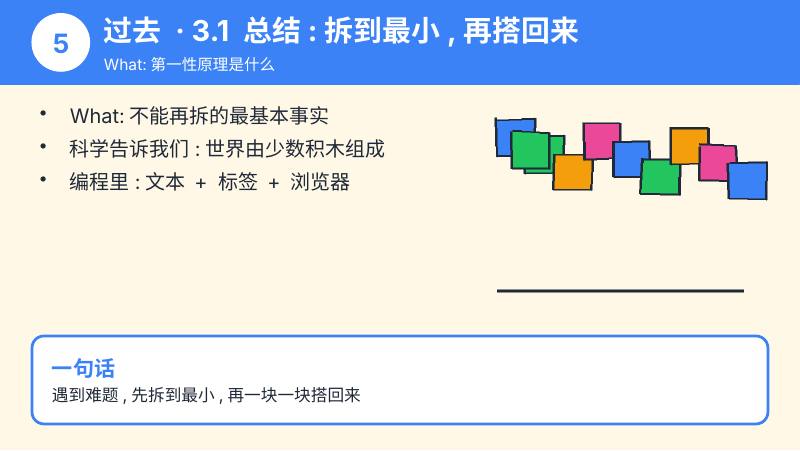 5
过去 · 3.1 总结 : 拆到最小 , 再搭回来
What: 第一性原理是什么
• What: 不能再拆的最基本事实
• 科学告诉我们 : 世界由少数积木组成
• 编程里 : 文本 + 标签 + 浏览器
一句话
遇到难题 , 先拆到最小 , 再一块一块搭回来